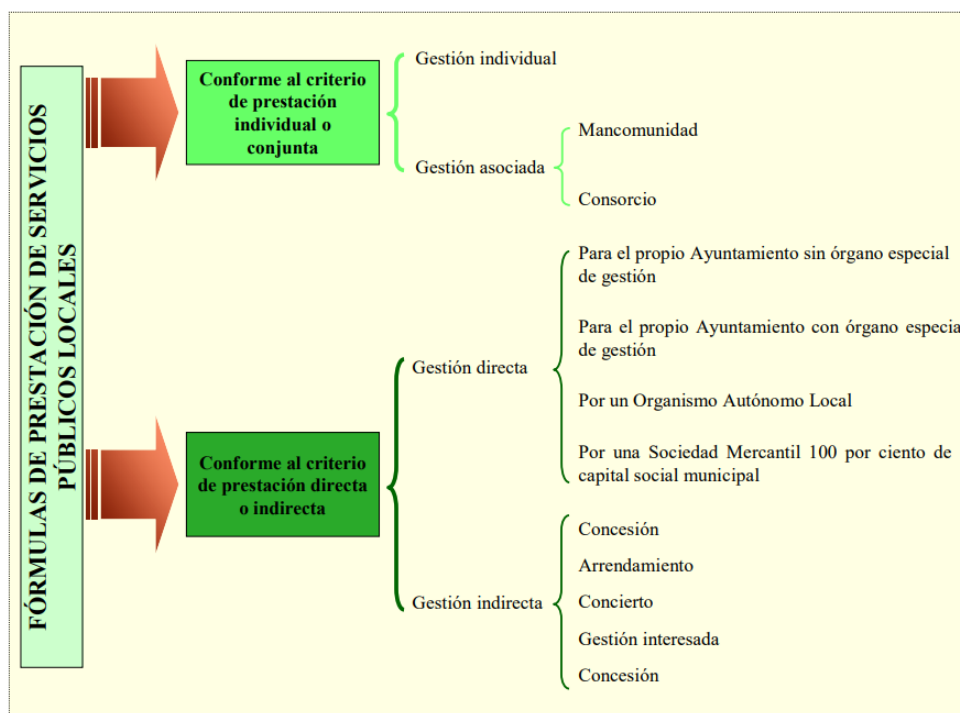 FÓRMULAS DE PRESTACIÓN DE SERVICIOS
PÚBLICOS LOCALES
Conforme al criterio
de prestación
individual o
conjunta
Gestión individual
Gestión asociada
Mancomunidad
Consorcio
Conforme al criterio
de prestación directa
o indirecta
Gestión directa
Para el propio Ayuntamiento sin órgano especial
de gestión
Para el propio Ayuntamiento con órgano especia
de gestión
Por un Organismo Autónomo Local
Por una Sociedad Mercantil 100 por ciento de
capital social municipal
Gestión indirecta
Concesión
Arrendamiento
Concierto
Gestión interesada
Concesión